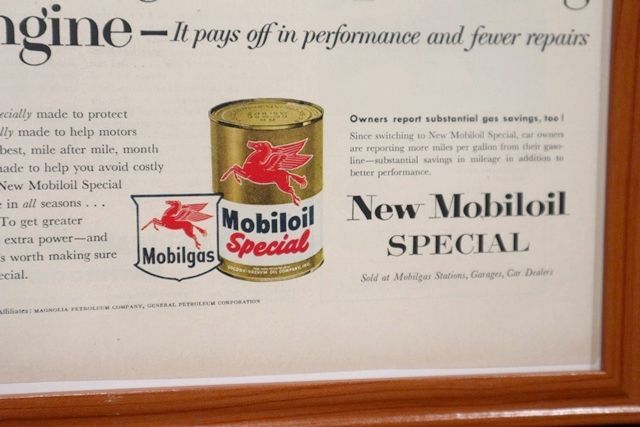 ngine — It pays off in performance and fewer repairs
ecially made to protect
lly made to help motors
best, mile after mile, month
made to help you avoid costly
New Mobiloil Special
e in all seasons . . .
To get greater
extra power—and
s worth making sure
ecial.
Mobilgas
Mobiloil
Special
SOCONY-VACUUM OIL COMPANY, INC.
Owners report substantial gas savings, too!
Since switching to New Mobiloil Special, car owners
are reporting more miles per gallon from their gaso-
line—substantial savings in mileage in addition to
better performance.
New Mobiloil
SPECIAL
Sold at Mobilgas Stations, Garages, Car Dealers
Affiliates: MAGNOLIA PETROLEUM COMPANY, GENERAL PETROLEUM CORPORATION